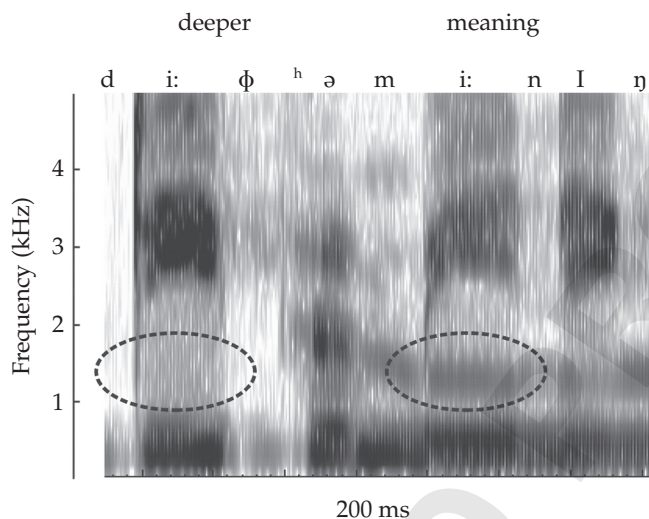 deeper meaning
d i: ɸ ʰ ə m i: n I ŋ
4
3
2
1
Frequency (kHz)
200 ms